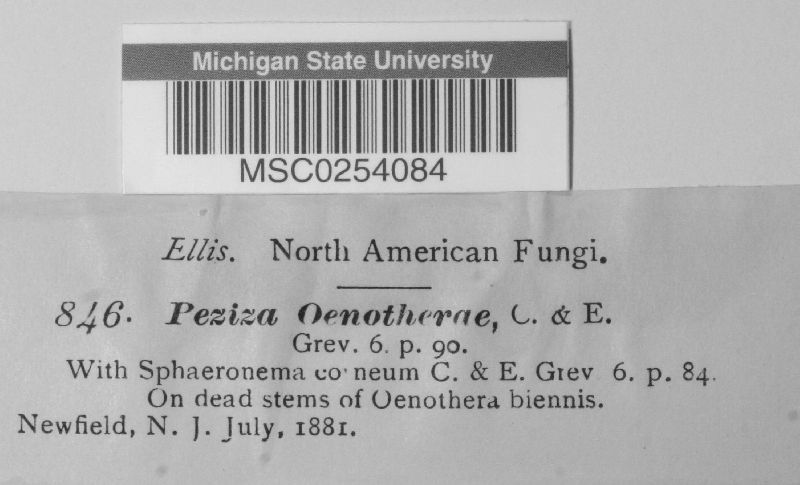 Michigan State University
MSC0254084
Ellis. North American Fungi.
846. Peziza Oenotherae, C. & E.
Grev. 6. p. 90.
With Sphaeronema C. & E. Grev 6. p. 84.
On dead stems of Oenothera biennis.
Newfield, N. J. July, 1881.